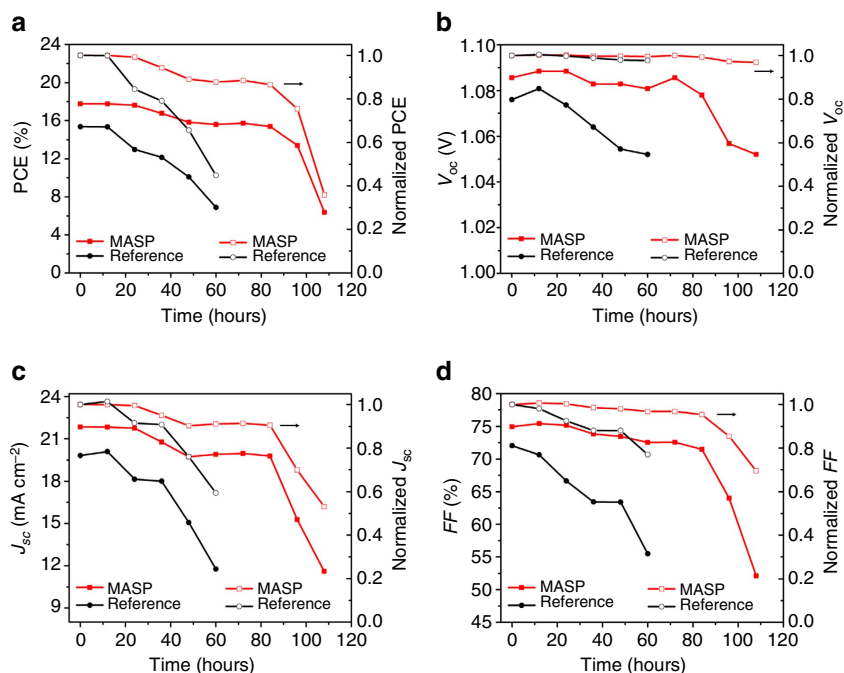 a
24
20
16
12
8
4
0
PCE (%)
1.0
0.8
0.6
0.4
0.3
0.0
Normalized PCE
MASP
Reference
MASP
Reference
0 20 40 60 80 100 120
Time (hours)
b
1.10
1.08
1.06
1.04
1.02
1.00
Voc (V)
1.0
0.8
0.6
0.4
0.2
0.0
Normalized Voc
MASP
Reference
MASP
Reference
0 20 40 60 80 100 120
Time (hours)
c
24
21
18
15
12
9
Jsc (mA cm−2)
1.0
0.8
0.6
0.4
0.2
0.0
Normalized Jsc
MASP
Reference
MASP
Reference
0 20 40 60 80 100 120
Time (hours)
d
80
75
70
65
60
55
50
45
FF (%)
1.0
0.8
0.6
0.4
0.2
0.0
Normalized FF
MASP
Reference
MASP
Reference
0 20 40 60 80 100 120
Time (hours)